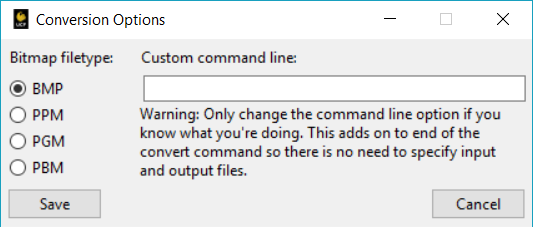 UCF
Conversion Options
Bitmap filetype:
Custom command line:
BMP
PPM
PGM
PBM
Warning: Only change the command line option if you
know what you're doing. This adds on to end of the
convert command so there is no need to specify input
and output files.
Save
Cancel